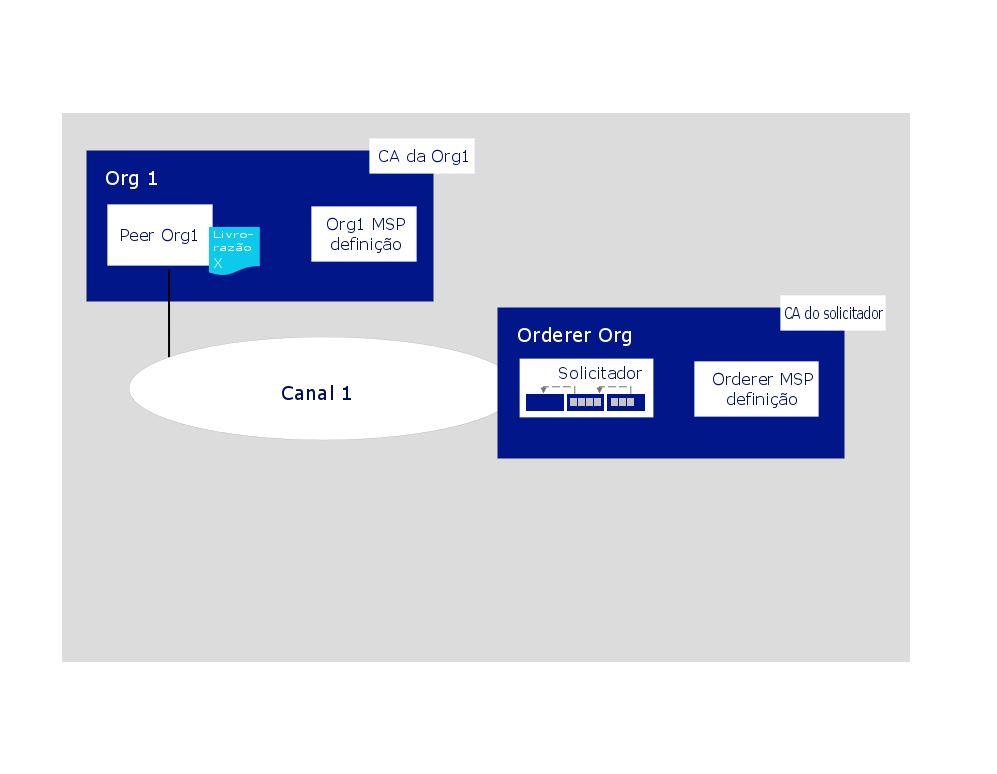 CA da Org1
Org 1
Peer Org1
Livro-
razão
X
Org1 MSP
definição
CA do solicitador
Orderer Org
Solicitador
Orderer MSP
definição
Canal 1